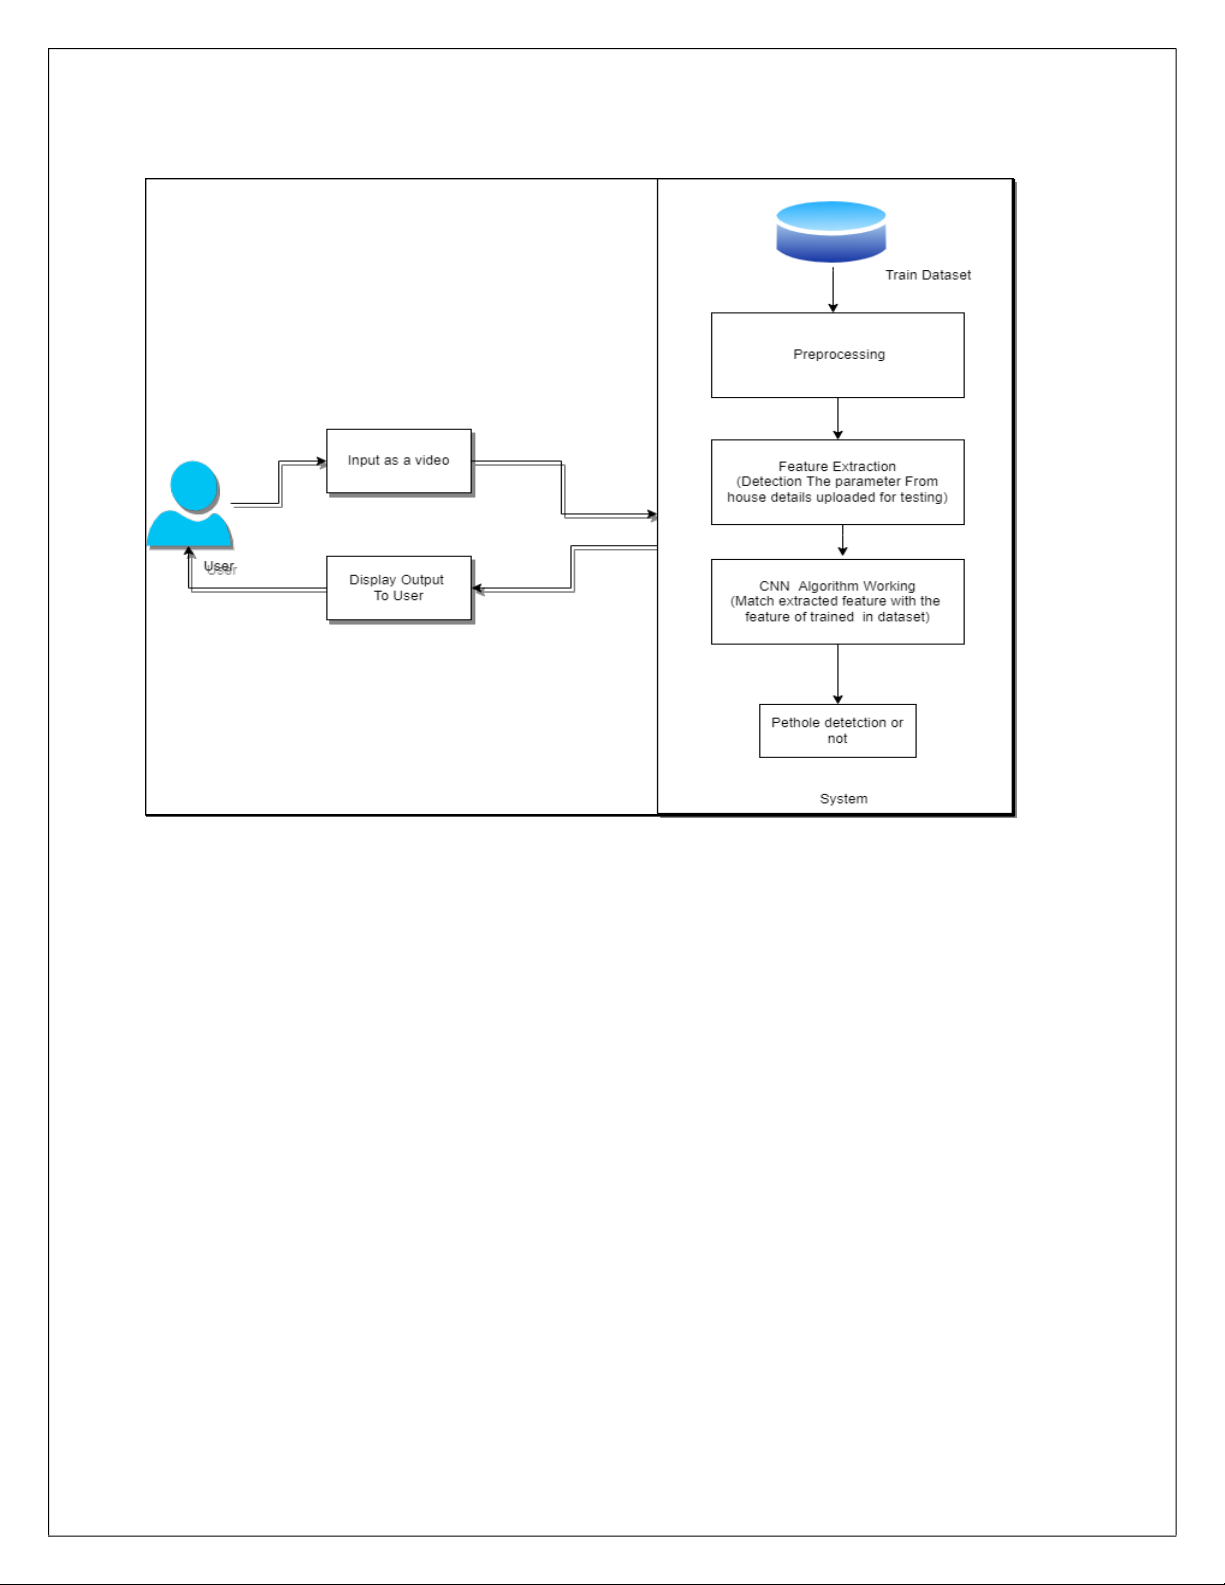 Train Dataset
Preprocessing
Input as a video
Feature Extraction
(Detection The parameter From
house details uploaded for testing)
User
Display Output
To User
CNN Algorithm Working
(Match extracted feature with the
feature of trained in dataset)
Pethole detetction or
not
System